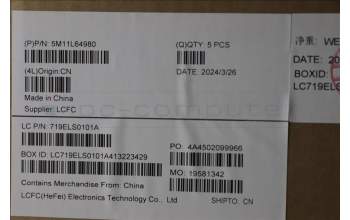 (P)P/N: 5M11L64980
(Q)QTY: 5 PCS
(4L)Origin:CN
DATE: 2024/3/26
Made in China
Supplier: LCFC
净重: WE
DATE: 20
BOXID:
LC719ELS
LC P/N: 719ELS0101A
BOX ID: LC719ELS0101A413223429
PO: 4A4502099966
MO: 19581342
Contains Merchandise From: China
LCFC(HeFei) Electronics Technology Co., Ltd
SHIPTO. CN